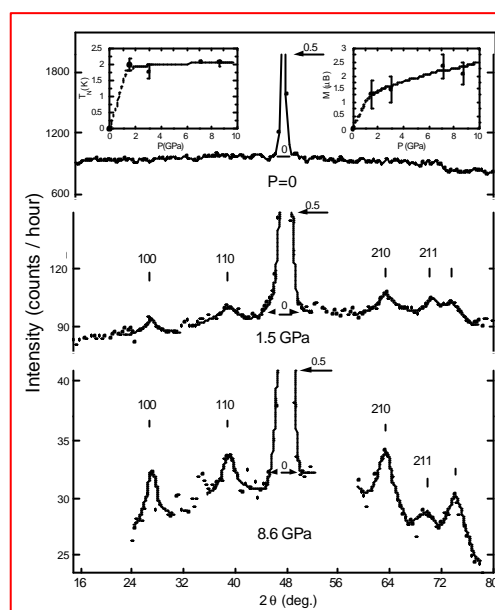 0.5
1800
1200
600
2.5
2
1.5
1
0.5
0
0 2 4 6 8 10
T_N (K)
P(GPa)
3
2.5
2
1.5
1
0.5
0
0 2 4 6 8 10
M (μB)
P(GPa)
0
P=0
Intensity (counts / hour)
0.5
100 110 210 211
120
90
0
1.5 GPa
0.5
40
35
30
25
100 110 210 211
0
8.6 GPa
16 24 32 40 48 56 64 72 80
2 θ (deg.)